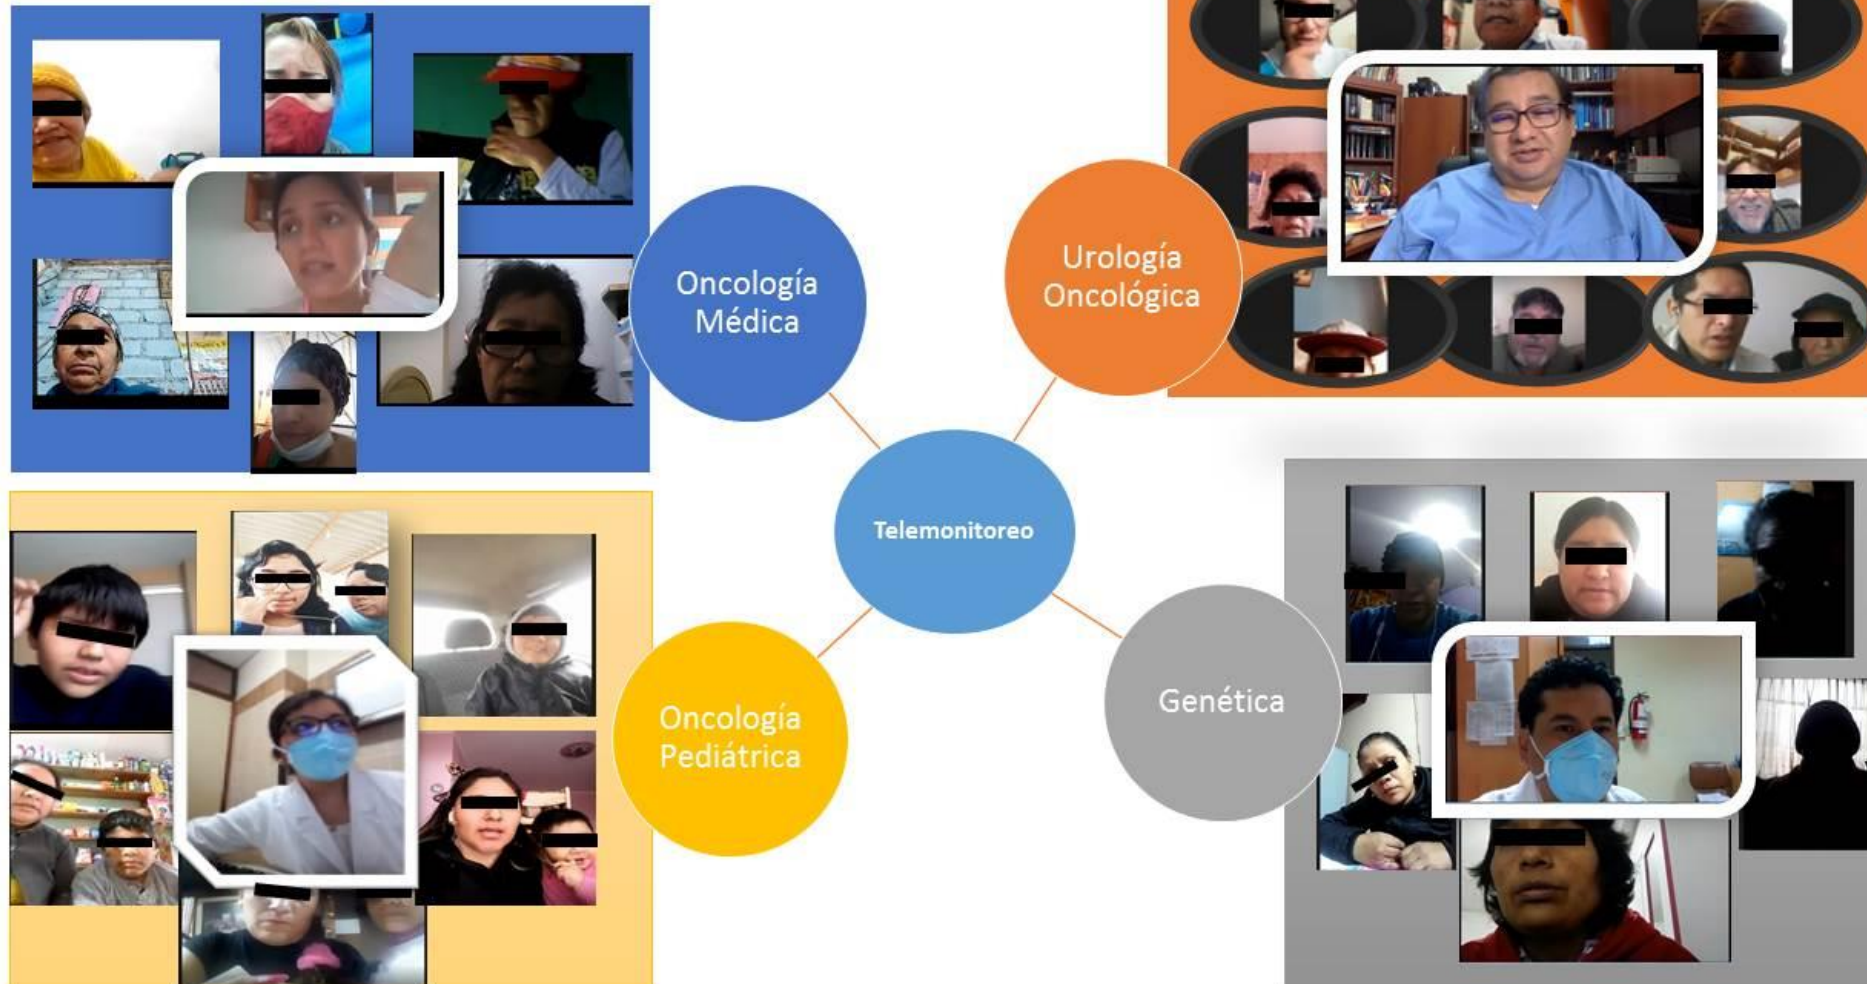 Oncología
Médica
Urología
Oncológica
Telemonitoreo
Oncología
Pediátrica
Genética